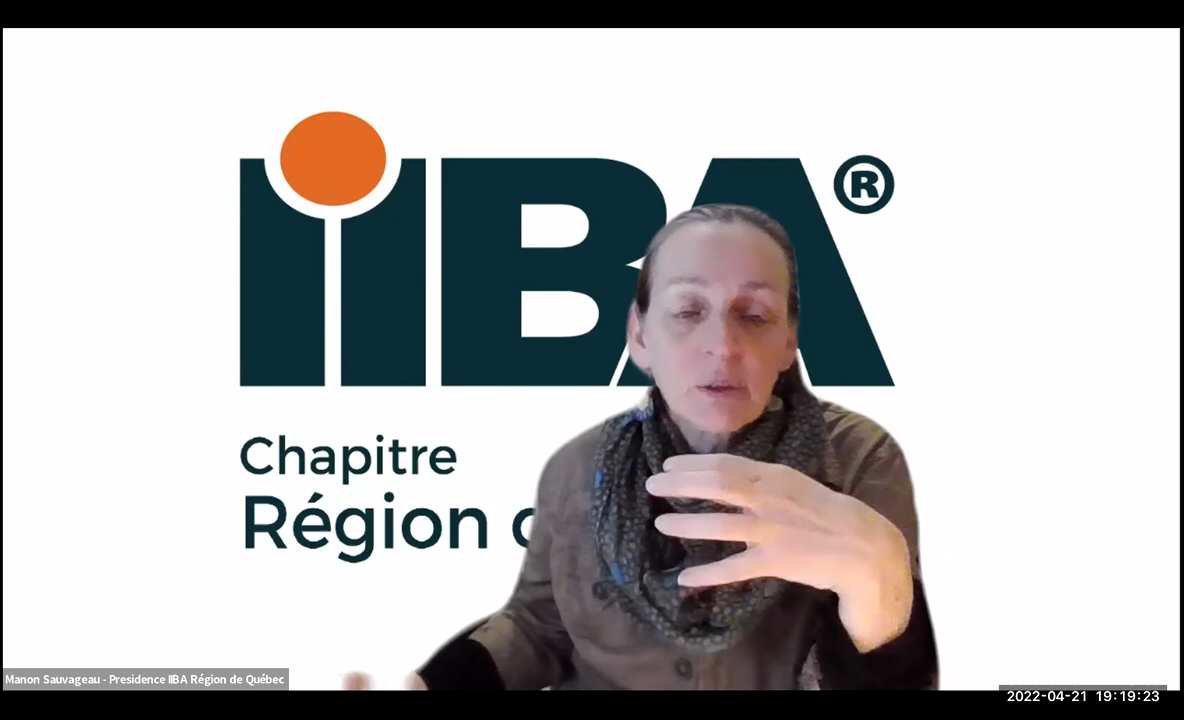 IIBA®
Chapitre
Région
Manon Sauvageau - Presidence IIBA Région de Québec
2022-04-21 19:19:23